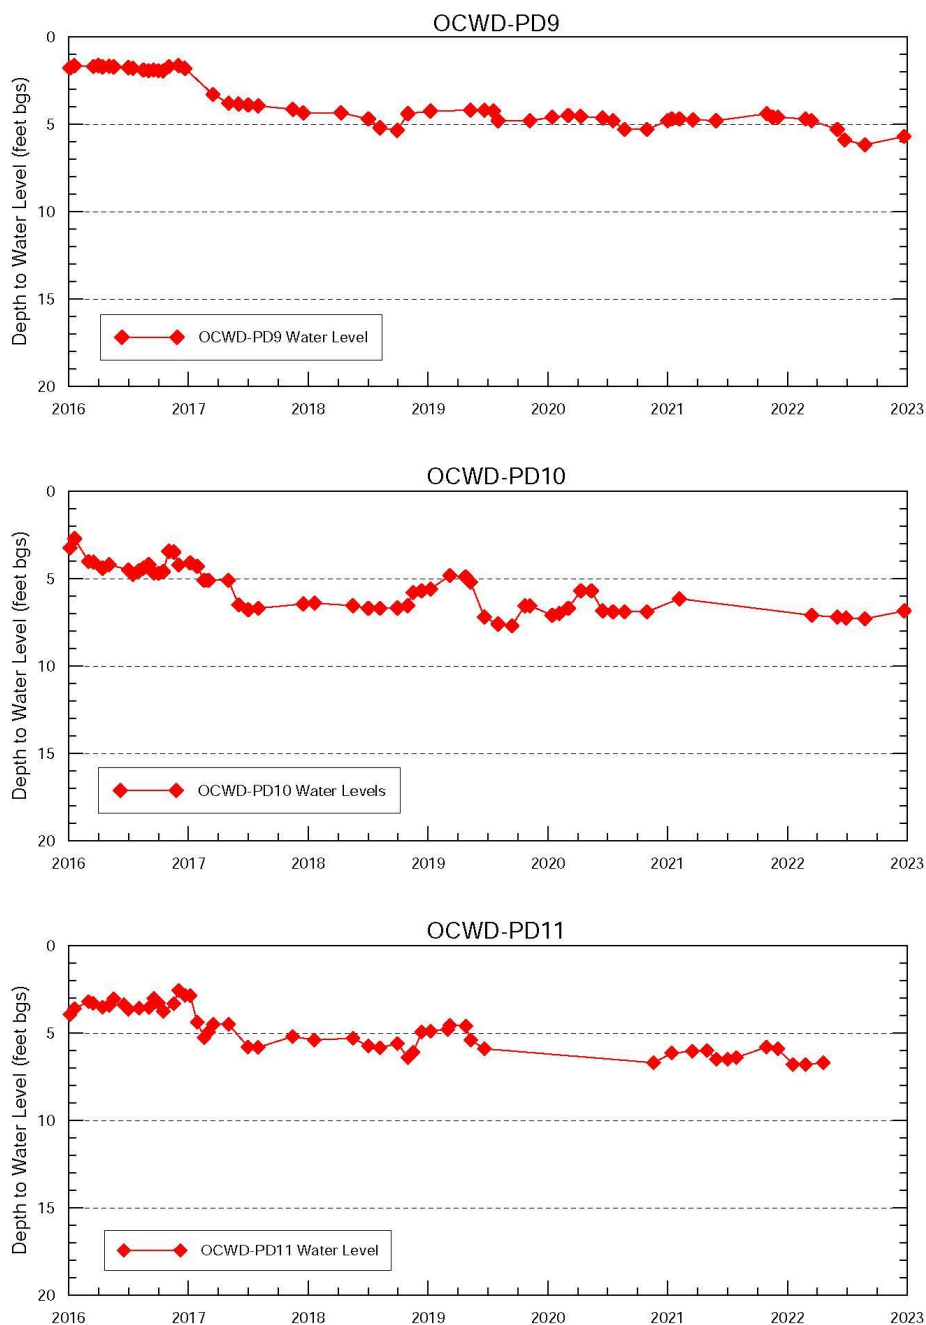 OCWD-PD9
Depth to Water Level (feet bgs)
0
5
10
15
20
OCWD-PD9 Water Level
2016 2017 2018 2019 2020 2021 2022 2023
OCWD-PD10
Depth to Water Level (feet bgs)
0
5
10
15
20
OCWD-PD10 Water Levels
2016 2017 2018 2019 2020 2021 2022 2023
OCWD-PD11
Depth to Water Level (feet bgs)
0
5
10
15
20
OCWD-PD11 Water Level
2016 2017 2018 2019 2020 2021 2022 2023